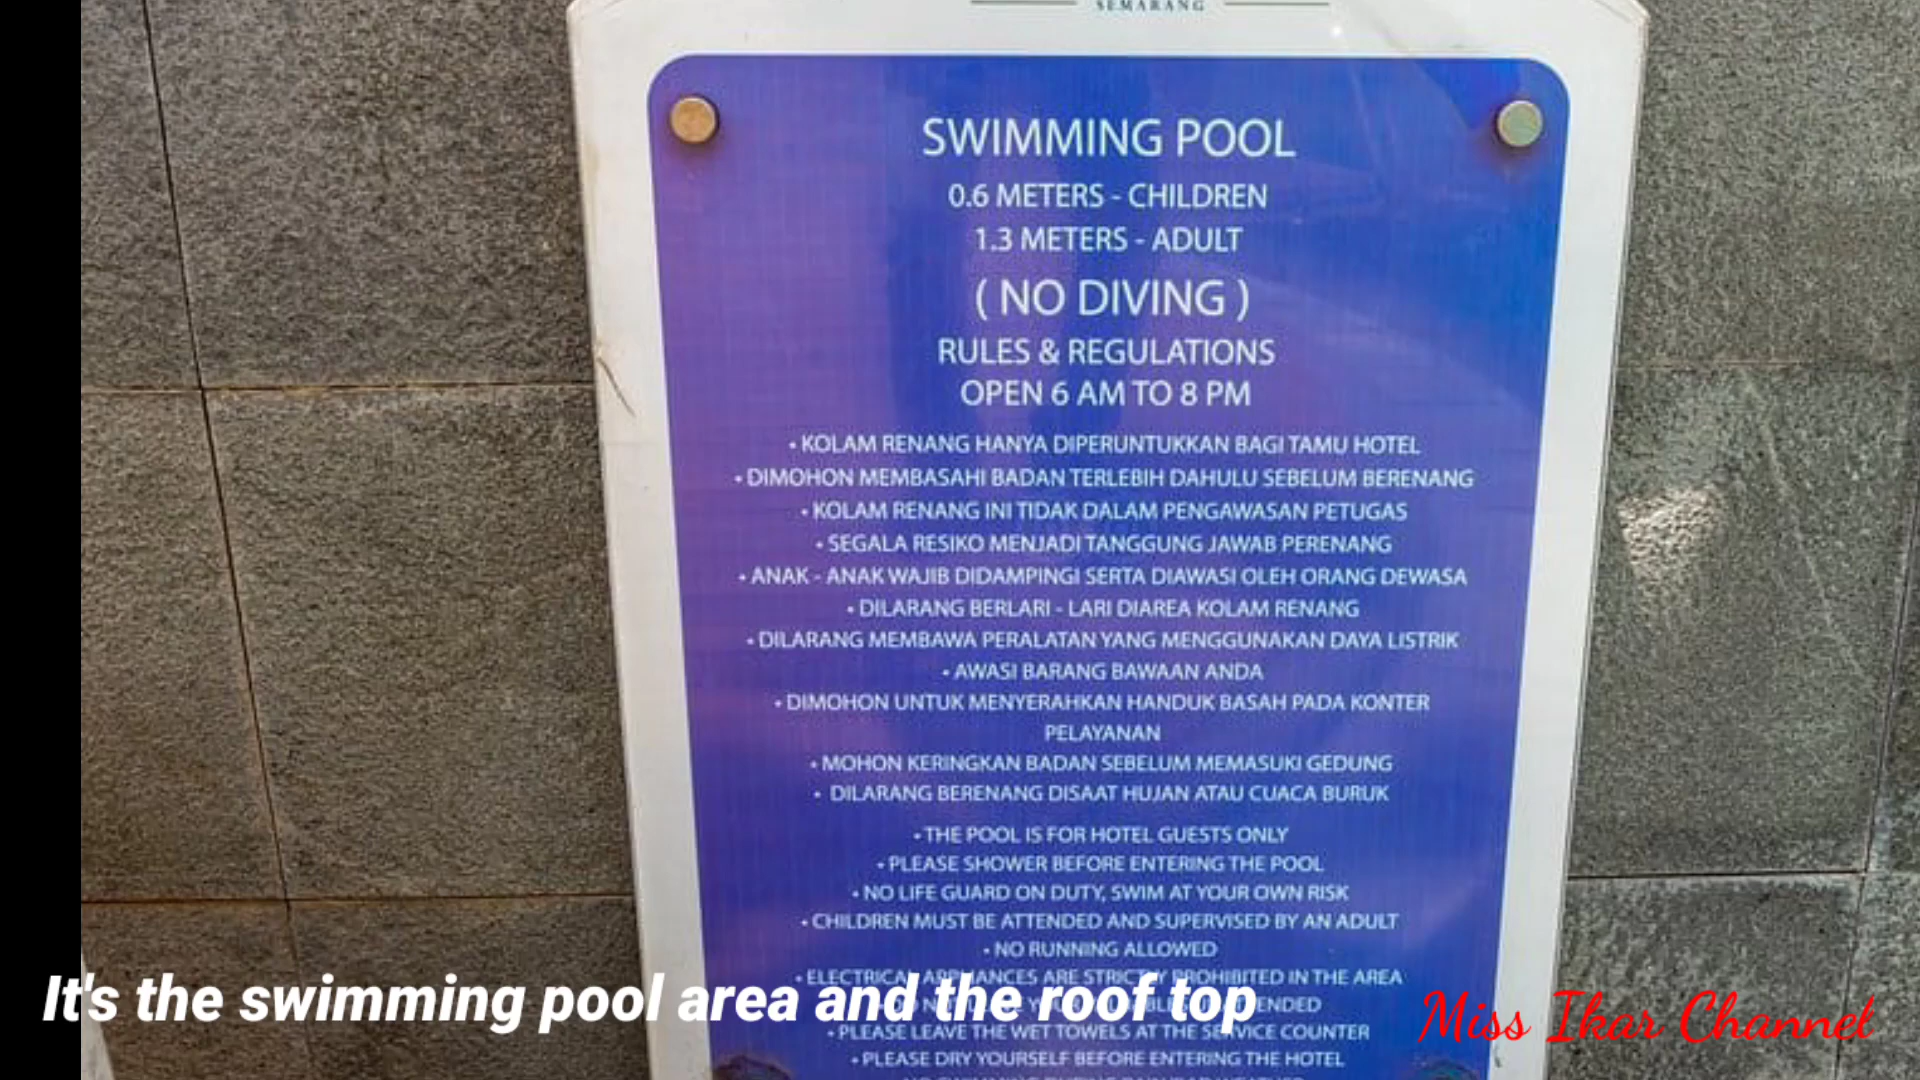 SEMARANG
SWIMMING POOL
0.6 METERS - CHILDREN
1.3 METERS - ADULT
( NO DIVING )
RULES & REGULATIONS
OPEN 6 AM TO 8 PM
• KOLAM RENANG HANYA DIPERUNTUKKAN BAGI TAMU HOTEL
• DIMOHON MEMBASAHI BADAN TERLEBIH DAHULU SEBELUM BERENANG
• KOLAM RENANG INI TIDAK DALAM PENGAWASAN PETUGAS
• SEGALA RESIKO MENJADI TANGGUNG JAWAB PERENANG
• ANAK - ANAK WAJIB DIDAMPINGI SERTA DIAWASI OLEH ORANG DEWASA
• DILARANG BERLARI - LARI DIAREA KOLAM RENANG
• DILARANG MEMBAWA PERALATAN YANG MENGGUNAKAN DAYA LISTRIK
• AWASI BARANG BAWAAN ANDA
• DIMOHON UNTUK MENYERAHKAN HANDUK BASAH PADA KONTER
PELAYANAN
• MOHON KERINGKAN BADAN SEBELUM MEMASUKI GEDUNG
• DILARANG BERENANG DISAAT HUJAN ATAU CUACA BURUK
• THE POOL IS FOR HOTEL GUESTS ONLY
• PLEASE SHOWER BEFORE ENTERING THE POOL
• NO LIFE GUARD ON DUTY, SWIM AT YOUR OWN RISK
• CHILDREN MUST BE ATTENDED AND SUPERVISED BY AN ADULT
• NO RUNNING ALLOWED
• ELECTRICAL APPLIANCES ARE STRICTLY PROHIBITED IN THE AREA
• PLEASE LEAVE THE WET TOWELS AT THE SERVICE COUNTER
• PLEASE DRY YOURSELF BEFORE ENTERING THE HOTEL
It's the swimming pool area and the roof top
Miss Ikar Channel